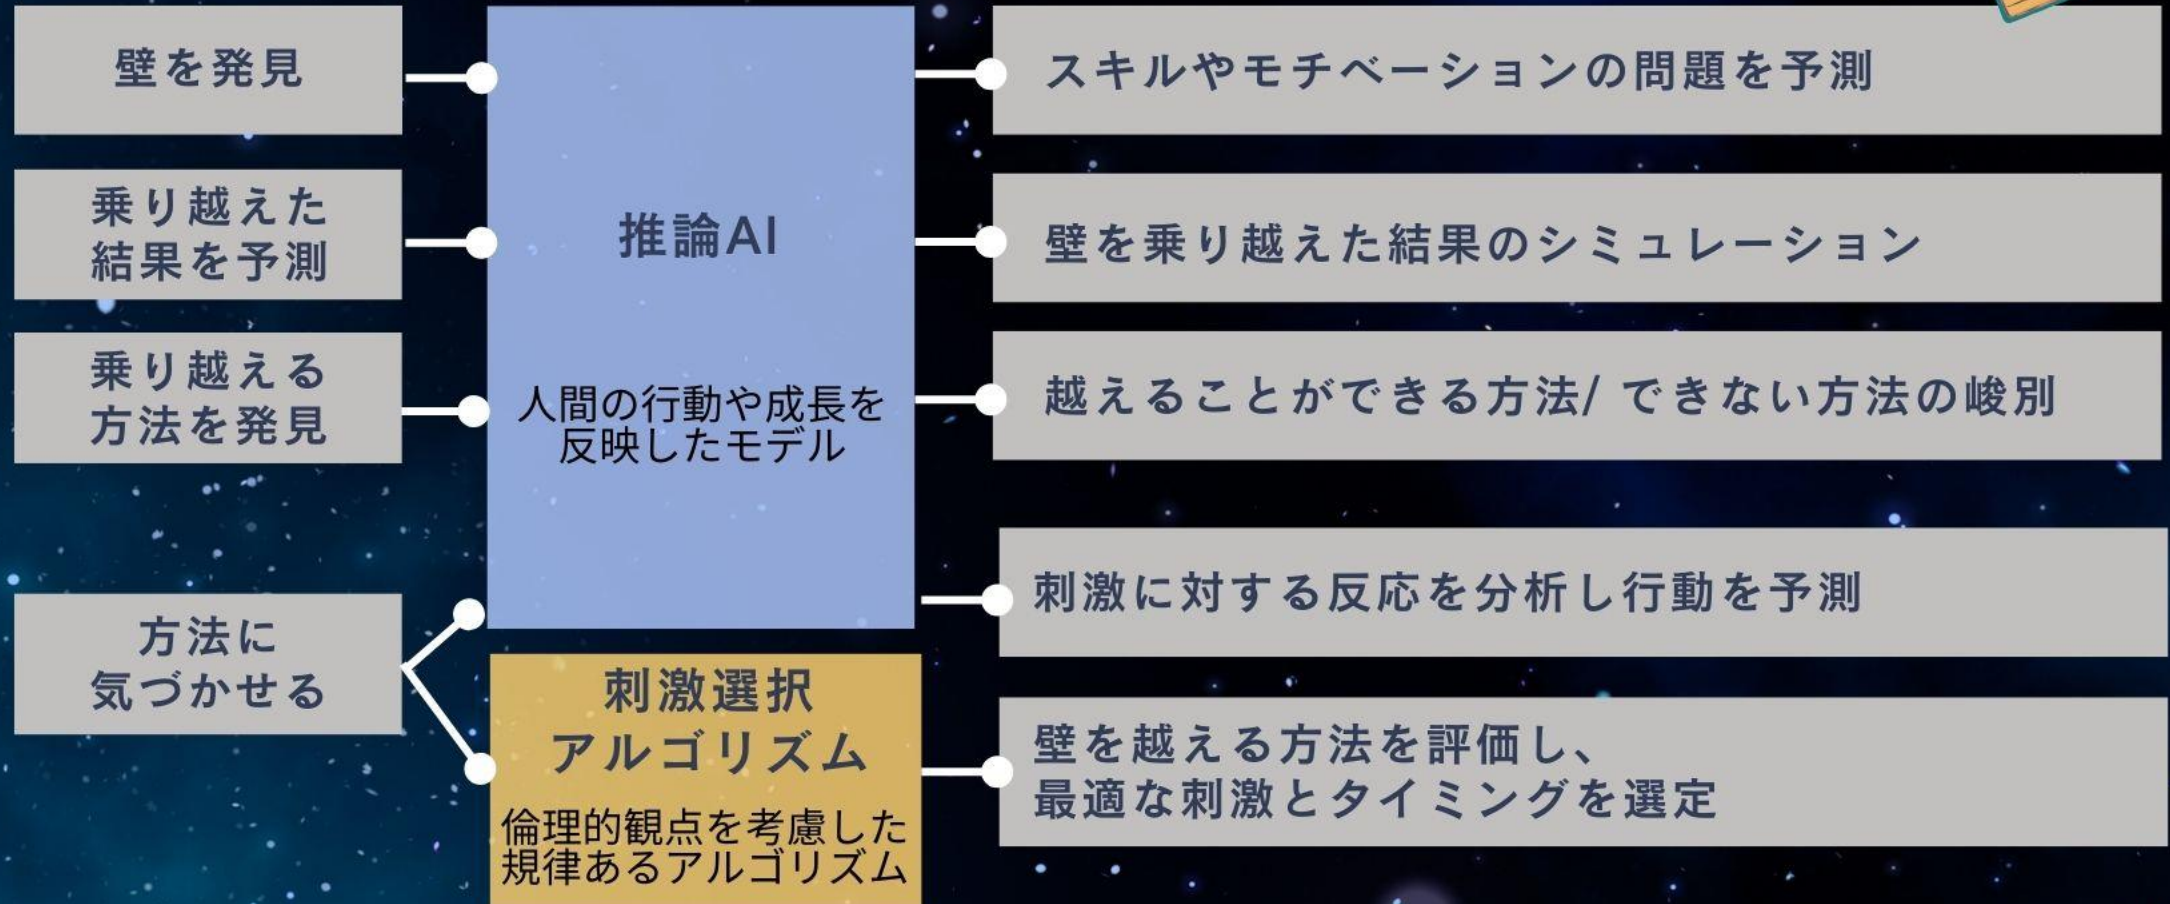 壁を発見
乗り越えた
結果を予測
乗り越える
方法を発見
方法に
気づかせる
推論AI
人間の行動や成長を
反映したモデル
刺激選択
アルゴリズム
倫理的観点を考慮した
規律あるアルゴリズム
スキルやモチベーションの問題を予測
壁を乗り越えた結果のシミュレーション
越えることができる方法/ できない方法の峻別
刺激に対する反応を分析し行動を予測
壁を越える方法を評価し、
最適な刺激とタイミングを選定